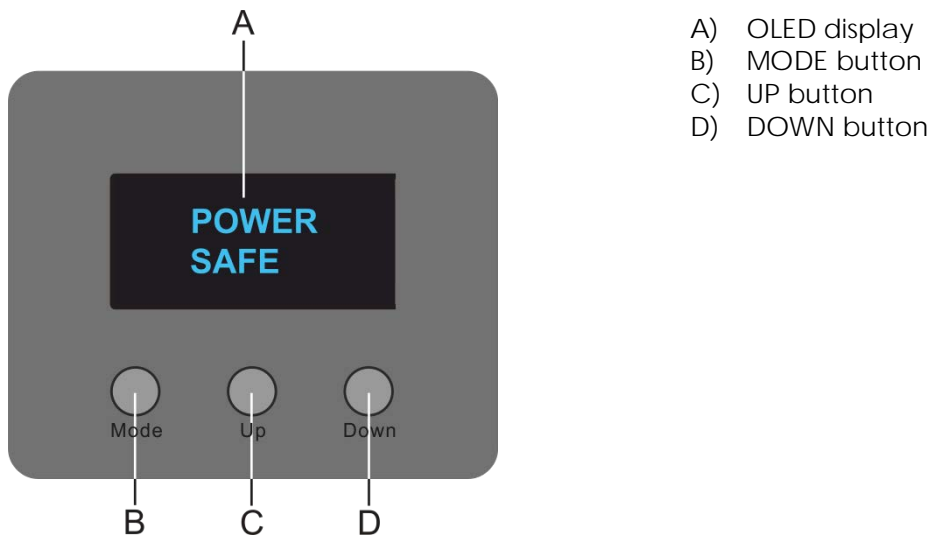 A
A) OLED display
B) MODE button
C) UP button
D) DOWN button
POWER
SAFE
Mode Up Down
B C D